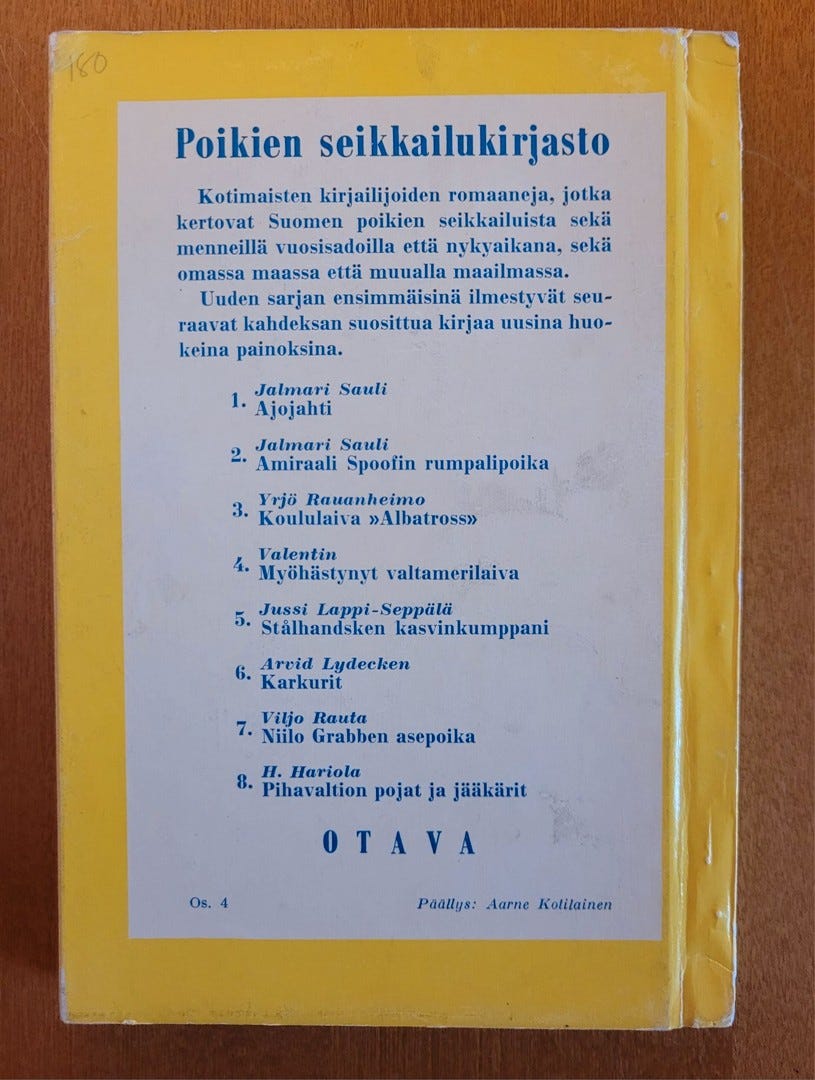 180
Poikien seikkailukirjasto
Kotimaisten kirjailijoiden romaaneja, jotka
kertovat Suomen poikien seikkailuista sekä
menneillä vuosisadoilla että nykyaikana, sekä
omassa maassa että muualla maailmassa.
Uuden sarjan ensimmäisinä ilmestyvät seu-
raavat kahdeksan suosittua kirjaa uusina huo-
keina painoksina.
1. Jalmari Sauli
Ajojahti
2. Jalmari Sauli
Amiraali Spoofin rumpalipoika
3. Yrjö Rauanheimo
Koululaiva »Albatross»
4. Valentin
Myöhästynyt valtamerilaiva
5. Jussi Lappi-Seppälä
Stålhandsken kasvinkumppani
6. Arvid Lydecken
Karkurit
7. Viljo Rauta
Niilo Grabben asepoika
8. H. Hariola
Pihavaltion pojat ja jääkärit
OTAVA
Os. 4
Päällys: Aarne Kotilainen